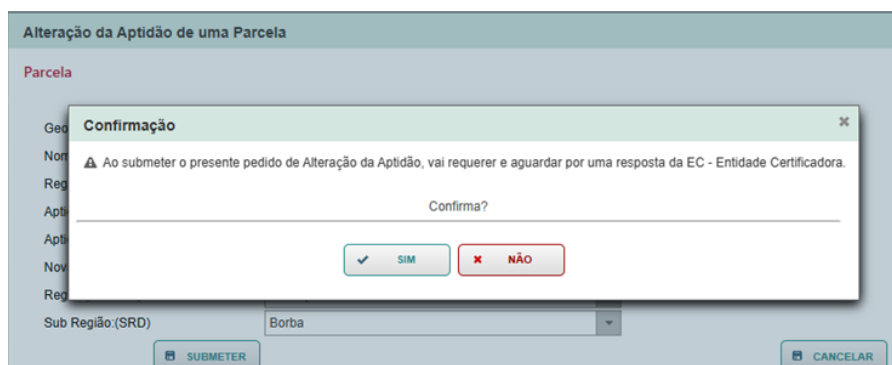 Alteração da Aptidão de uma Parcela
Parcela
Confirmação
Ao submeter o presente pedido de Alteração da Aptidão, vai requerer e aguardar por uma resposta da EC - Entidade Certificadora.
Confirma?
SIM NÃO
Sub Região:(SRD) Borba
SUBMETER CANCELAR